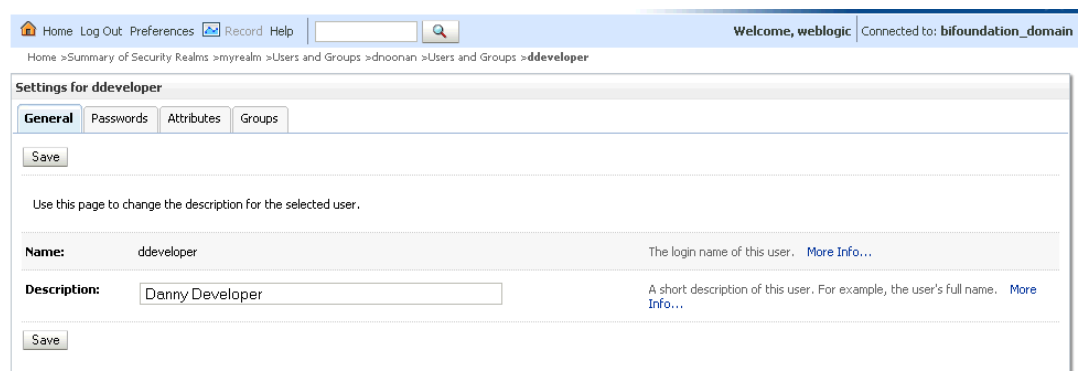 Home Log Out Preferences Record Help
Welcome, weblogic Connected to: bifoundation_domain
Home >Summary of Security Realms >myrealm >Users and Groups >dnoonan >Users and Groups >ddeveloper
Settings for ddeveloper
General Passwords Attributes Groups
Save
Use this page to change the description for the selected user.
Name: ddeveloper The login name of this user. More Info...
Description: Danny Developer A short description of this user. For example, the user's full name. More
Info...
Save